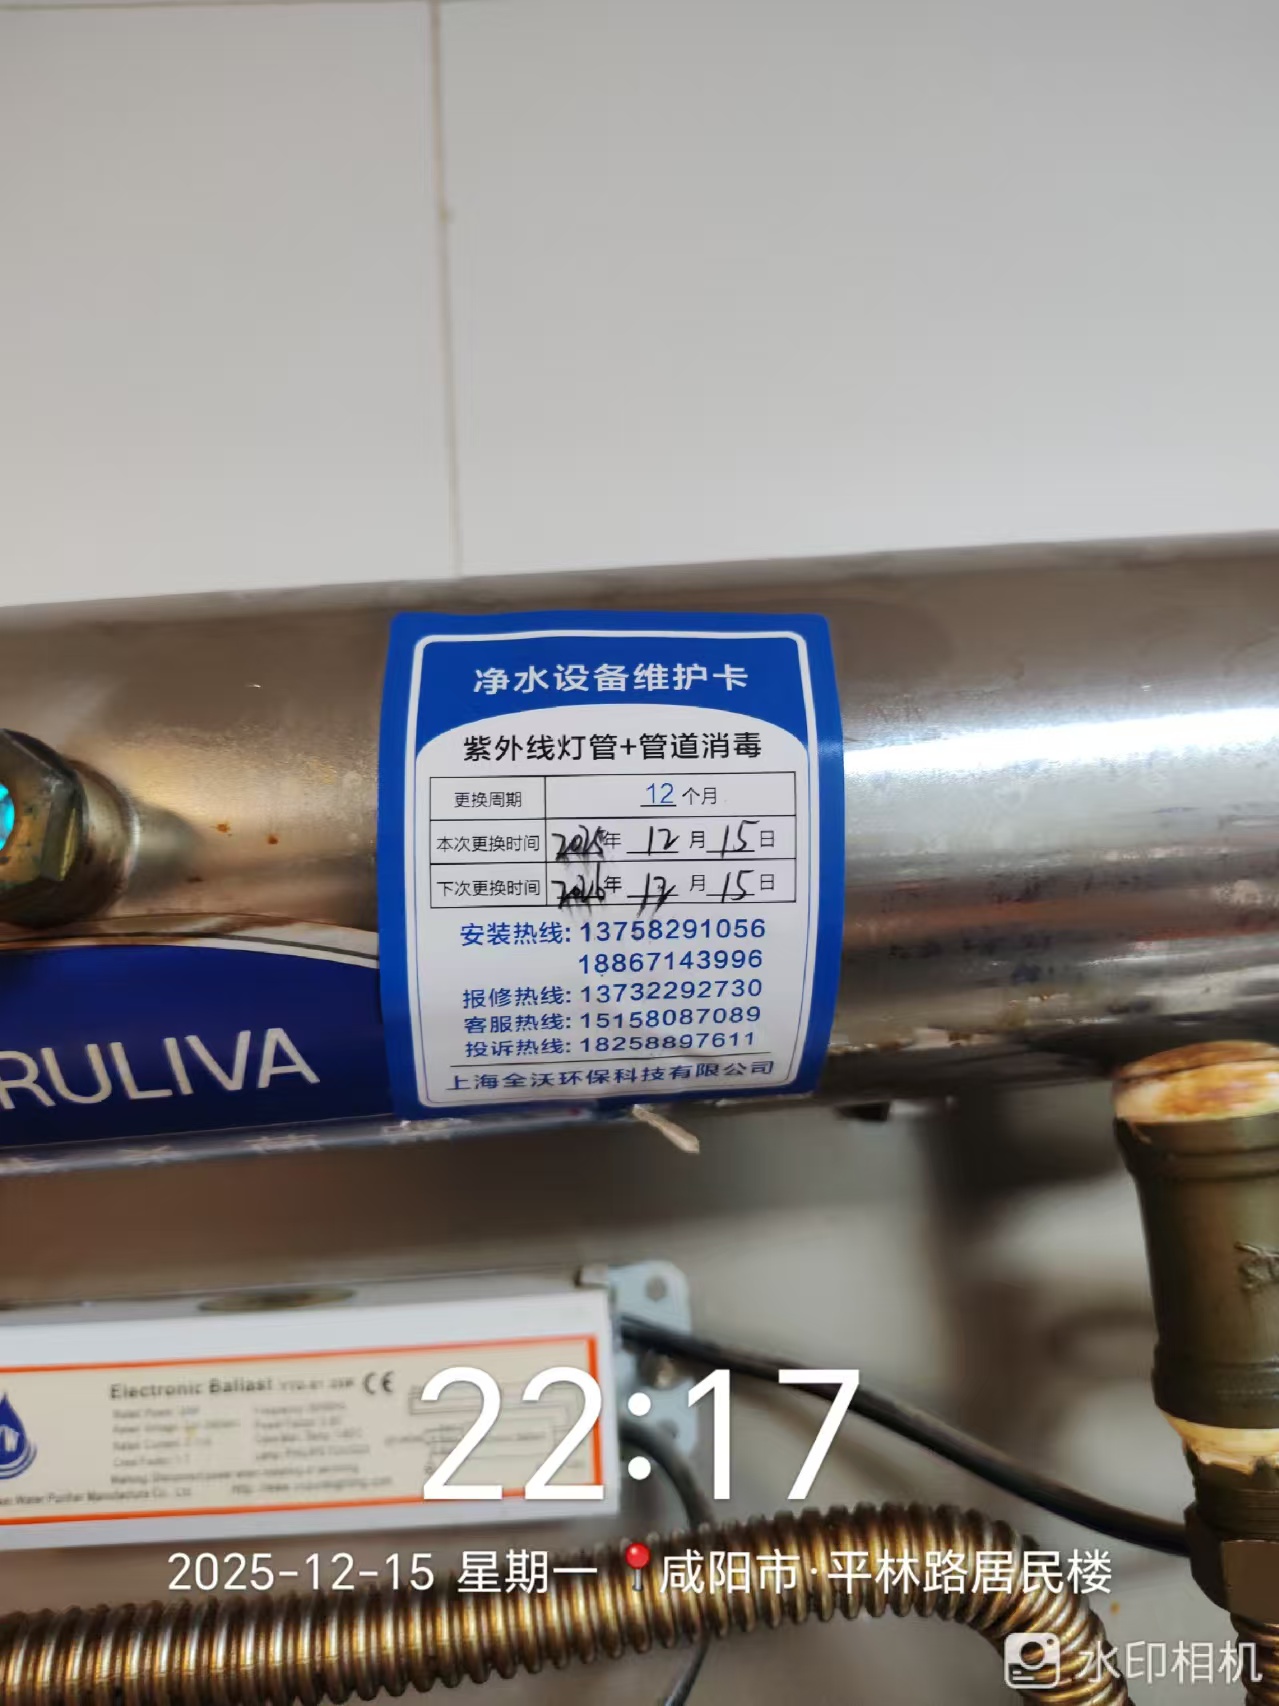 净水设备维护卡
紫外线灯管+管道消毒
更换周期 12 个月
本次更换时间 2025年 12 月 15 日
下次更换时间 2026年 12 月 15 日
安装热线: 13758291056
18867143996
报修热线: 13732292730
客服热线: 15158087089
投诉热线: 18258897611
上海全沃环保科技有限公司
RULIVA
Electronic Ballast CE
22:17
2025-12-15 星期一 咸阳市·平林路居民楼
水印相机